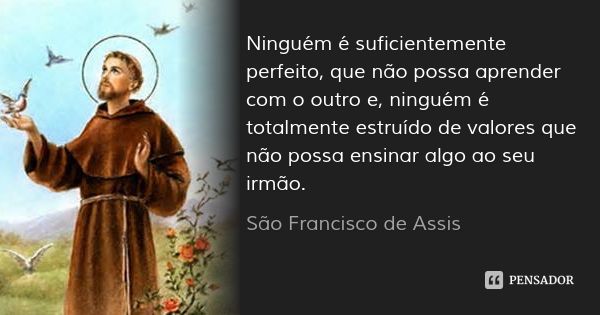 Ninguém é suficientemente
perfeito, que não possa aprender
com o outro e, ninguém é
totalmente estruído de valores que
não possa ensinar algo ao seu
irmão.
São Francisco de Assis
PENSADOR